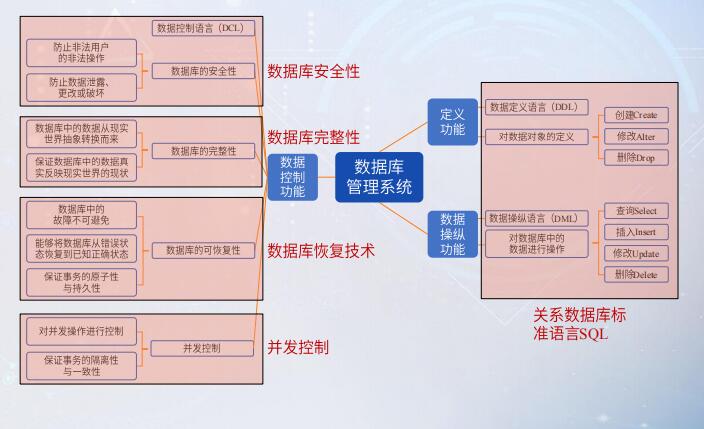 数据控制语言（DCL）
防止非法用户
的非法操作
防止数据泄露、
更改或破坏
数据库的安全性
数据库安全性
数据库中的数据从现实
世界抽象转换而来
保证数据库中的数据真
实反映现实世界的现状
数据库的完整性
数据库完整性
数据库中的
故障不可避免
能够将数据库从错误状
态恢复到已知正确状态
保证事务的原子性
与持久性
数据库的可恢复性
数据库恢复技术
对并发操作进行控制
保证事务的隔离性
与一致性
并发控制
并发控制
数据
控制
功能
数据库
管理系统
定义
功能
数据定义语言（DDL）
对数据对象的定义
创建Create
修改Alter
删除Drop
数据
操纵
功能
数据操纵语言（DML）
对数据库中的
数据进行操作
查询Select
插入Insert
修改Update
删除Delete
关系数据库标
准语言SQL